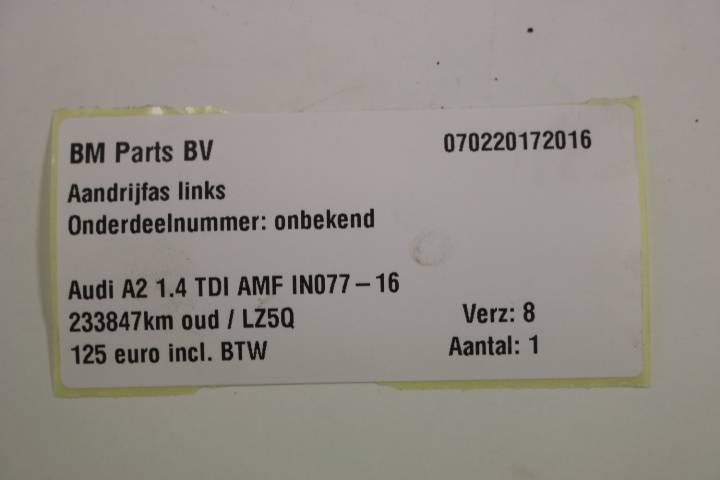 BM Parts BV 070220172016
Aandrijfas links
Onderdeelnummer: onbekend
Audi A2 1.4 TDI AMF IN077-16
233847km oud / LZ5Q Verz: 8
125 euro incl. BTW Aantal: 1